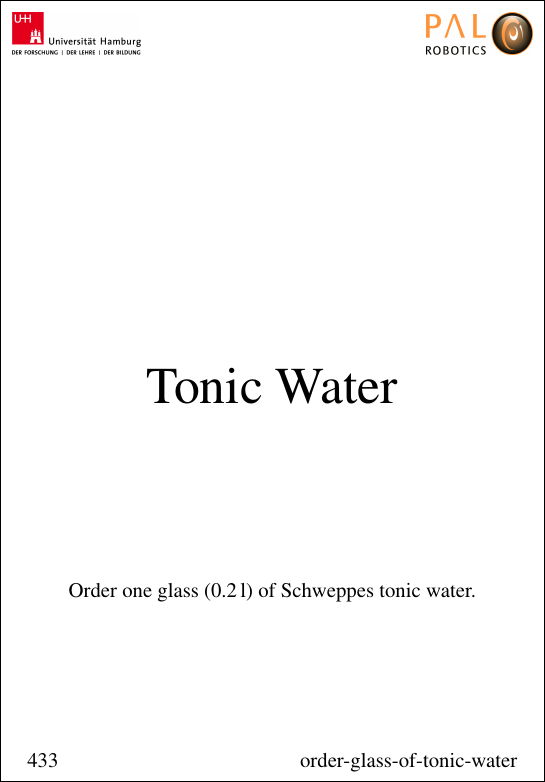 UHH
Universität Hamburg
DER FORSCHUNG | DER LEHRE | DER BILDUNG
PAL
ROBOTICS
Tonic Water
Order one glass (0.2 l) of Schweppes tonic water.
433
order-glass-of-tonic-water